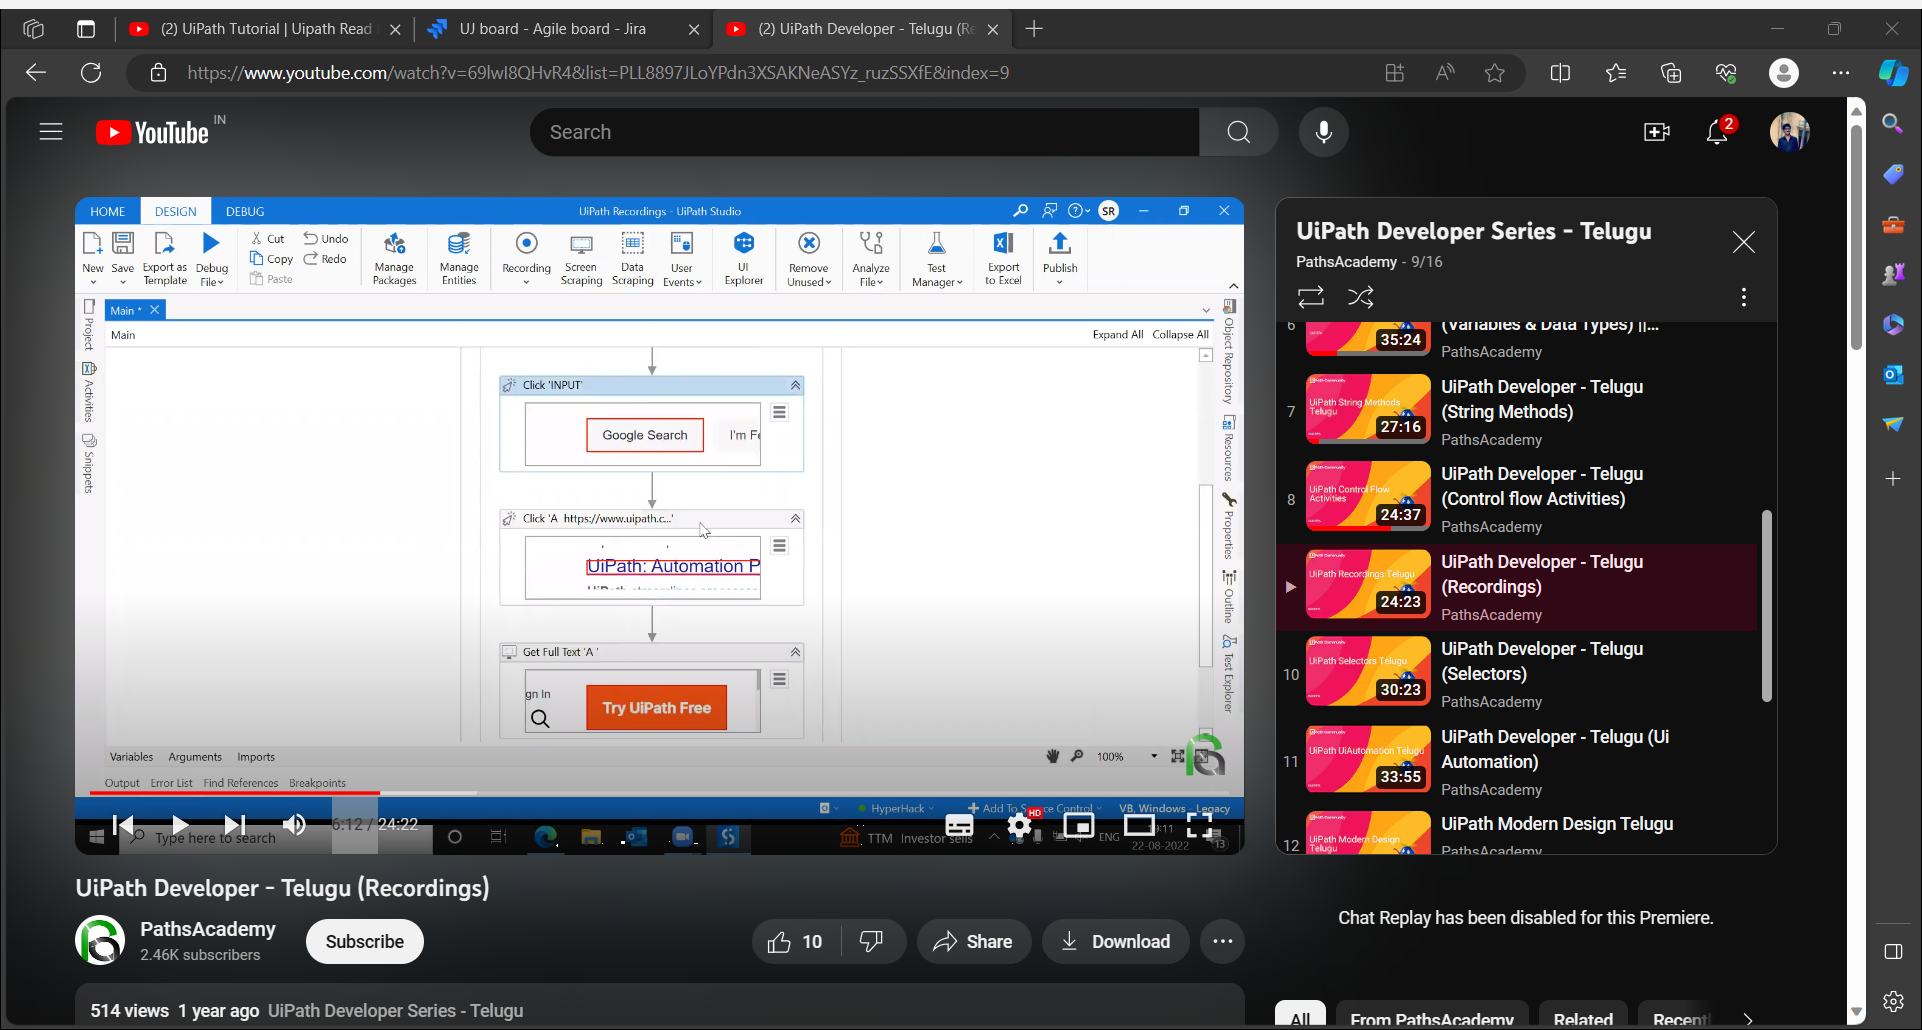 (2) UiPath Tutorial | Uipath Read
UJ board - Agile board - Jira
(2) UiPath Developer - Telugu (Re
https://www.youtube.com/watch?v=69lwI8QHvR4&list=PLL8897JLoYPdn3XSAKNeASYz_ruzSSXfE&index=9
YouTube IN
Search
2
HOME DESIGN DEBUG
UiPath Recordings - UiPath Studio
SR
New
Save
Export as Template
Debug File
Cut
Copy
Paste
Undo
Redo
Manage Packages
Manage Entities
Recording
Screen Scraping
Data Scraping
User Events
UI Explorer
Remove Unused
Analyze File
Test Manager
Export to Excel
Publish
Main *
Main
Expand All Collapse All
Project
Activities
Snippets
Object Repository
Resources
Properties
Outline
Test Explorer
Click 'INPUT'
Google Search
I'm Fe
Click 'A https://www.uipath.c...'
UiPath: Automation P
Get Full Text 'A '
gn In
Try UiPath Free
Variables Arguments Imports
100%
Output Error List Find References Breakpoints
HyperHack
Add To Source Control
VB, Windows - Legacy
6:12 / 24:22
HD
Type here to search
TTM Investor sells
ENG
22-08-2022
13
UiPath Developer Series - Telugu
PathsAcademy - 9/16
6
35:24
(Variables & Data Types) ||...
PathsAcademy
7
UiPath String Methods Telugu
27:16
UiPath Developer - Telugu
(String Methods)
PathsAcademy
8
UiPath Control Flow Activities
24:37
UiPath Developer - Telugu
(Control flow Activities)
PathsAcademy
UiPath Recordings Telugu
24:23
UiPath Developer - Telugu
(Recordings)
PathsAcademy
10
UiPath Selectors Telugu
30:23
UiPath Developer - Telugu
(Selectors)
PathsAcademy
11
UiPath UiAutomation Telugu
33:55
UiPath Developer - Telugu (Ui
Automation)
PathsAcademy
12
UiPath Modern Design Telugu
UiPath Modern Design Telugu
PathsAcademy
UiPath Developer - Telugu (Recordings)
PathsAcademy
2.46K subscribers
Subscribe
10
Share
Download
514 views 1 year ago UiPath Developer Series - Telugu
Chat Replay has been disabled for this Premiere.
All
From PathsAcademy
Related
Recent